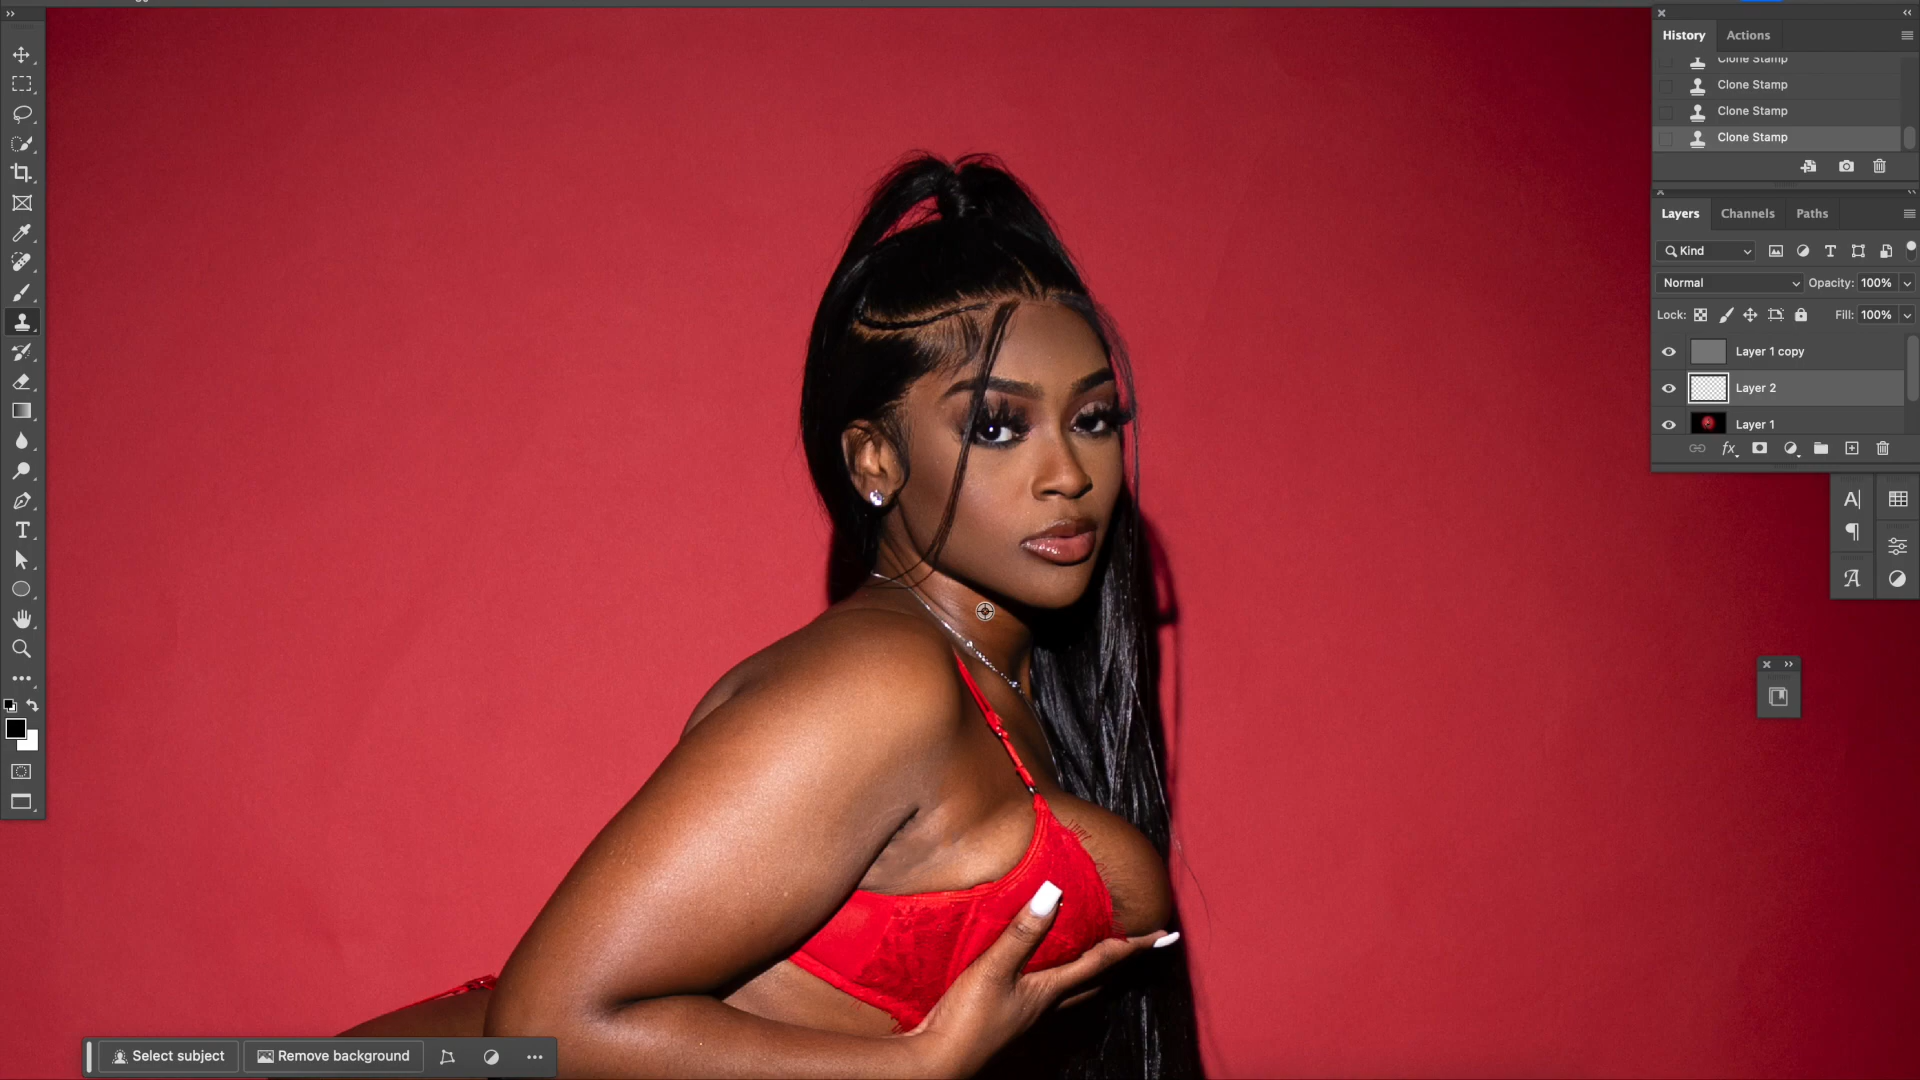 History Actions
Clone Stamp
Clone Stamp
Clone Stamp
Clone Stamp
Layers Channels Paths
Kind
Normal Opacity: 100%
Lock: Fill: 100%
Layer 1 copy
Layer 2
Layer 1
Select subject Remove background